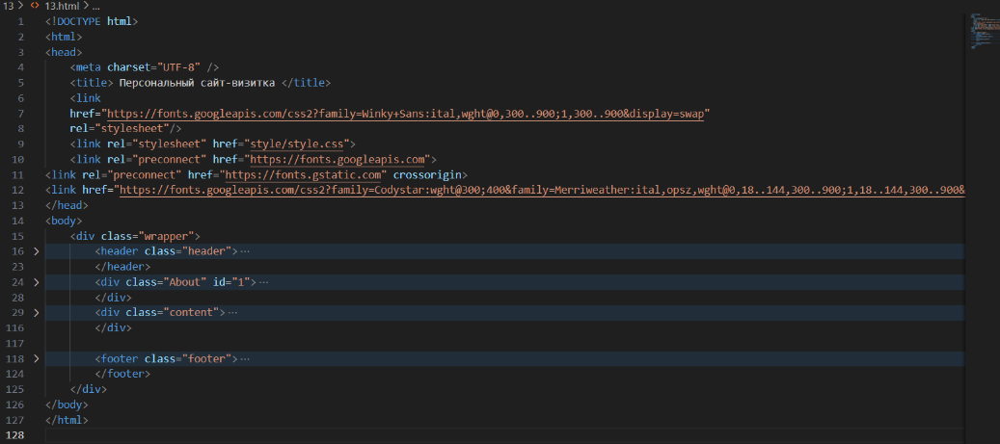 13 > <> 13.html > ...
1 <!DOCTYPE html>
2 <html>
3 <head>
4 <meta charset="UTF-8" />
5 <title> Персональный сайт-визитка </title>
6 <link
7 href="https://fonts.googleapis.com/css2?family=Winky+Sans:ital,wght@0,300..900;1,300..900&display=swap"
8 rel="stylesheet"/>
9 <link rel="stylesheet" href="style/style.css">
10 <link rel="preconnect" href="https://fonts.googleapis.com">
11 <link rel="preconnect" href="https://fonts.gstatic.com" crossorigin>
12 <link href="https://fonts.googleapis.com/css2?family=Codystar:wght@300;400&family=Merriweather:ital,opsz,wght@0,18..144,300..900;1,18..144,300..900&
13 </head>
14 <body>
15 <div class="wrapper">
16 > <header class="header">...
23 </header>
24 > <div class="About" id="1">...
28 </div>
29 > <div class="content">...
116 </div>
117
118 > <footer class="footer">...
124 </footer>
125 </div>
126 </body>
127 </html>
128